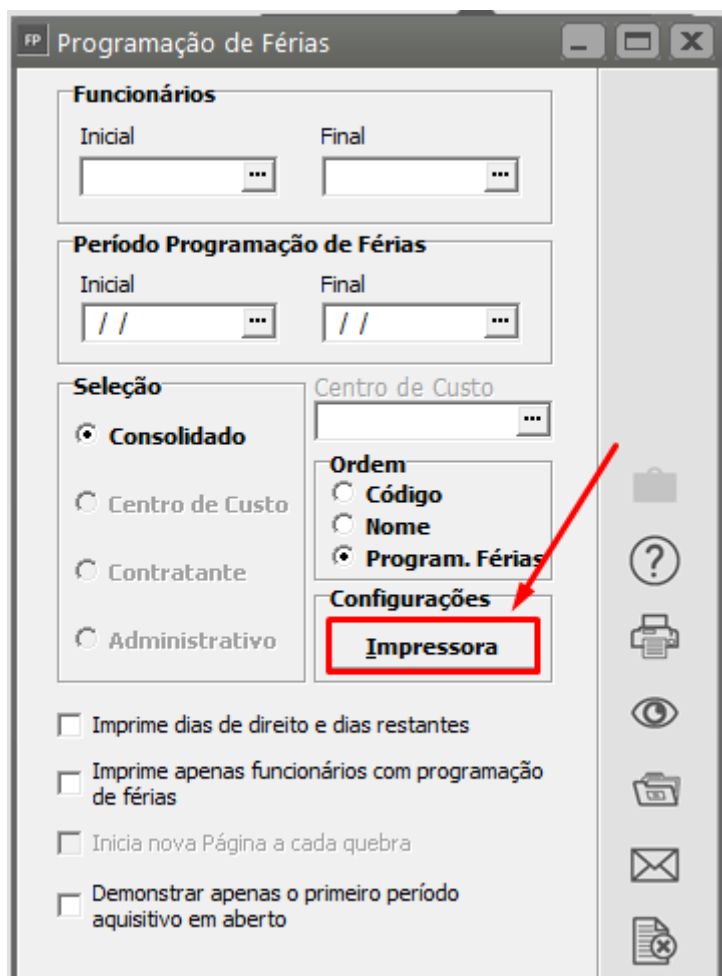 FP Programação de Férias
Funcionários
Inicial Final
... ...
Período Programação de Férias
Inicial Final
/ / ... / / ...
Seleção
Centro de Custo
...
Consolidado
Centro de Custo
Contratante
Administrativo
Ordem
Código
Nome
Program. Férias
Configurações
Impressora
Imprime dias de direito e dias restantes
Imprime apenas funcionários com programação
de férias
Inicia nova Página a cada quebra
Demonstrar apenas o primeiro período
aquisitivo em aberto